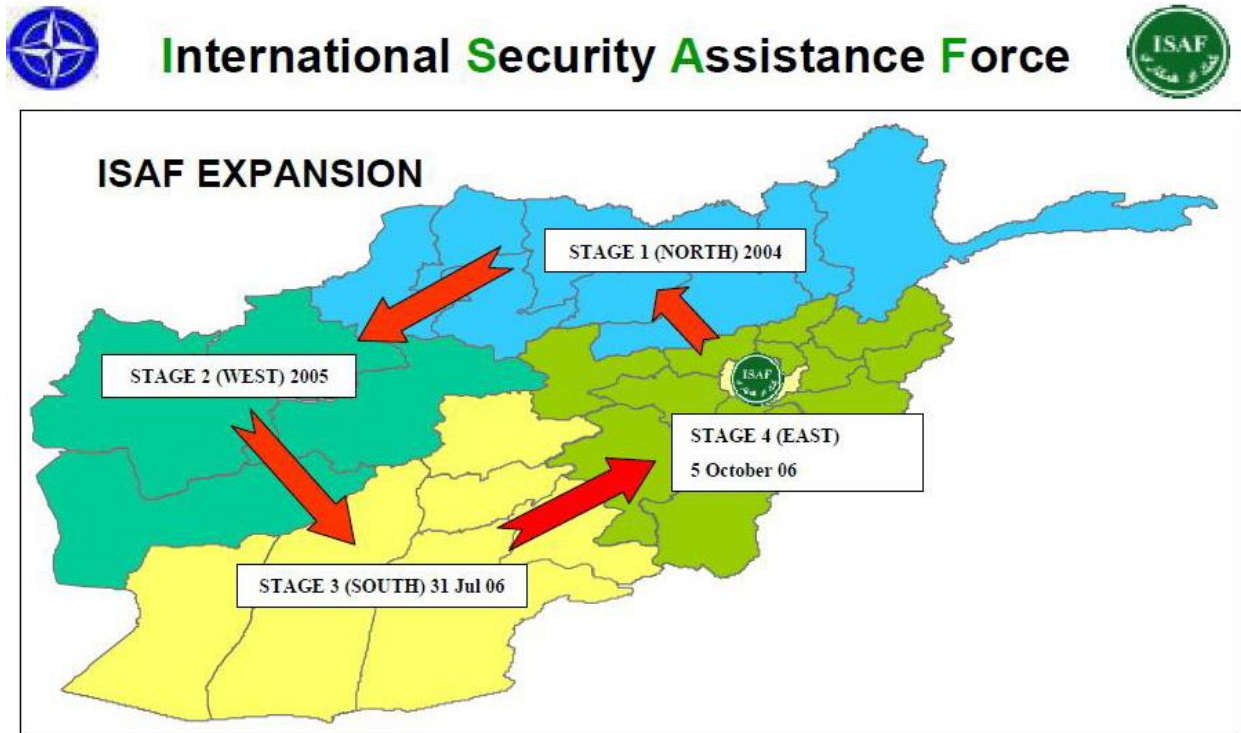 International Security Assistance Force
ISAF
ISAF EXPANSION
STAGE 1 (NORTH) 2004
STAGE 2 (WEST) 2005
ISAF
STAGE 4 (EAST)
5 October 06
STAGE 3 (SOUTH) 31 Jul 06